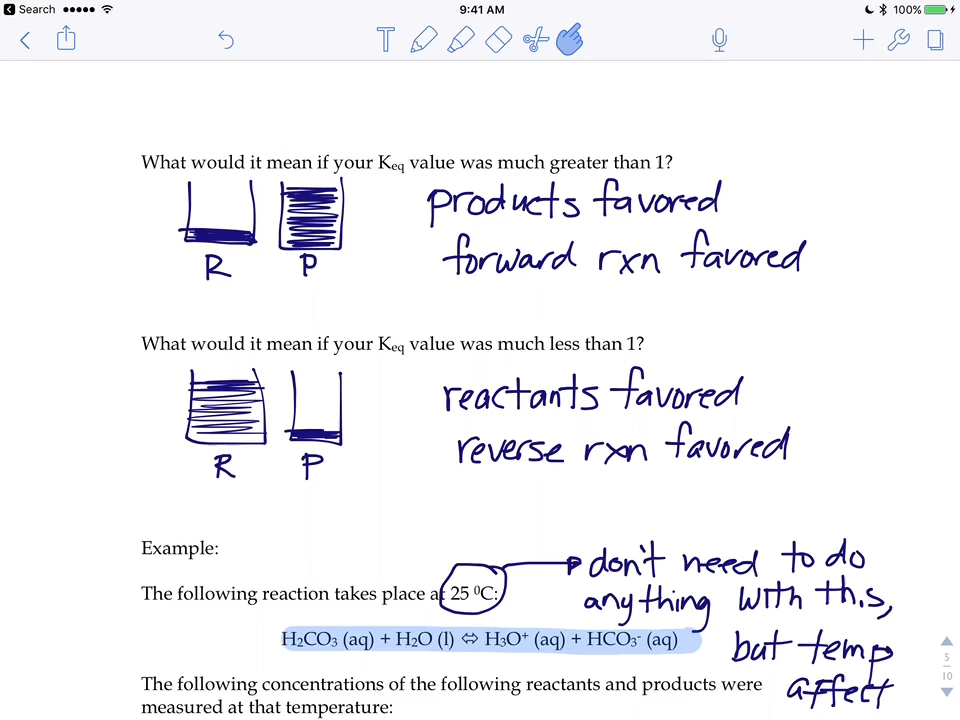 Search
9:41 AM
100%
T
What would it mean if your Keq value was much greater than 1?
products favored
forward rxn favored
R P
What would it mean if your Keq value was much less than 1?
reactants favored
reverse rxn favored
R P
Example:
The following reaction takes place at 25 ⁰C:
don't need to do
anything with this,
but temp
affect
H₂CO₃ (aq) + H₂O (l) ⇔ H₃O⁺ (aq) + HCO₃⁻ (aq)
The following concentrations of the following reactants and products were
measured at that temperature:
5
10